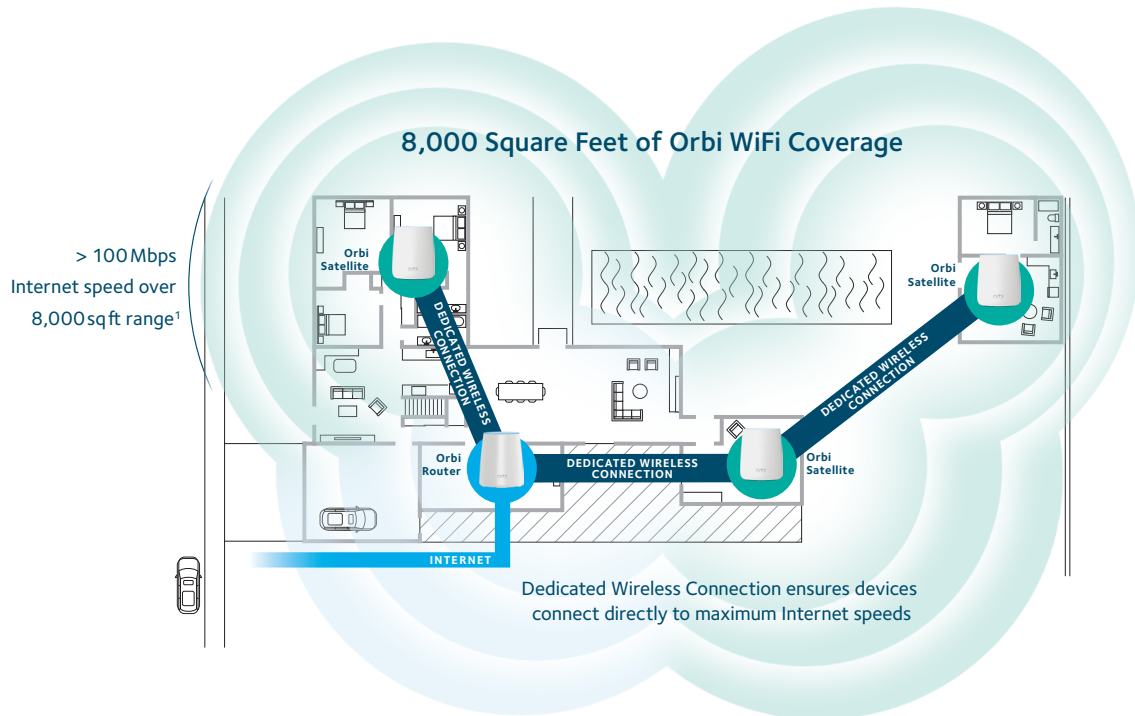 8,000 Square Feet of Orbi WiFi Coverage
> 100 Mbps
Internet speed over
8,000 sq ft range¹
Orbi
Satellite
Orbi
Satellite
DEDICATED WIRELESS
CONNECTION
DEDICATED WIRELESS
CONNECTION
Orbi
Router
DEDICATED WIRELESS
CONNECTION
Orbi
Satellite
INTERNET
Dedicated Wireless Connection ensures devices
connect directly to maximum Internet speeds